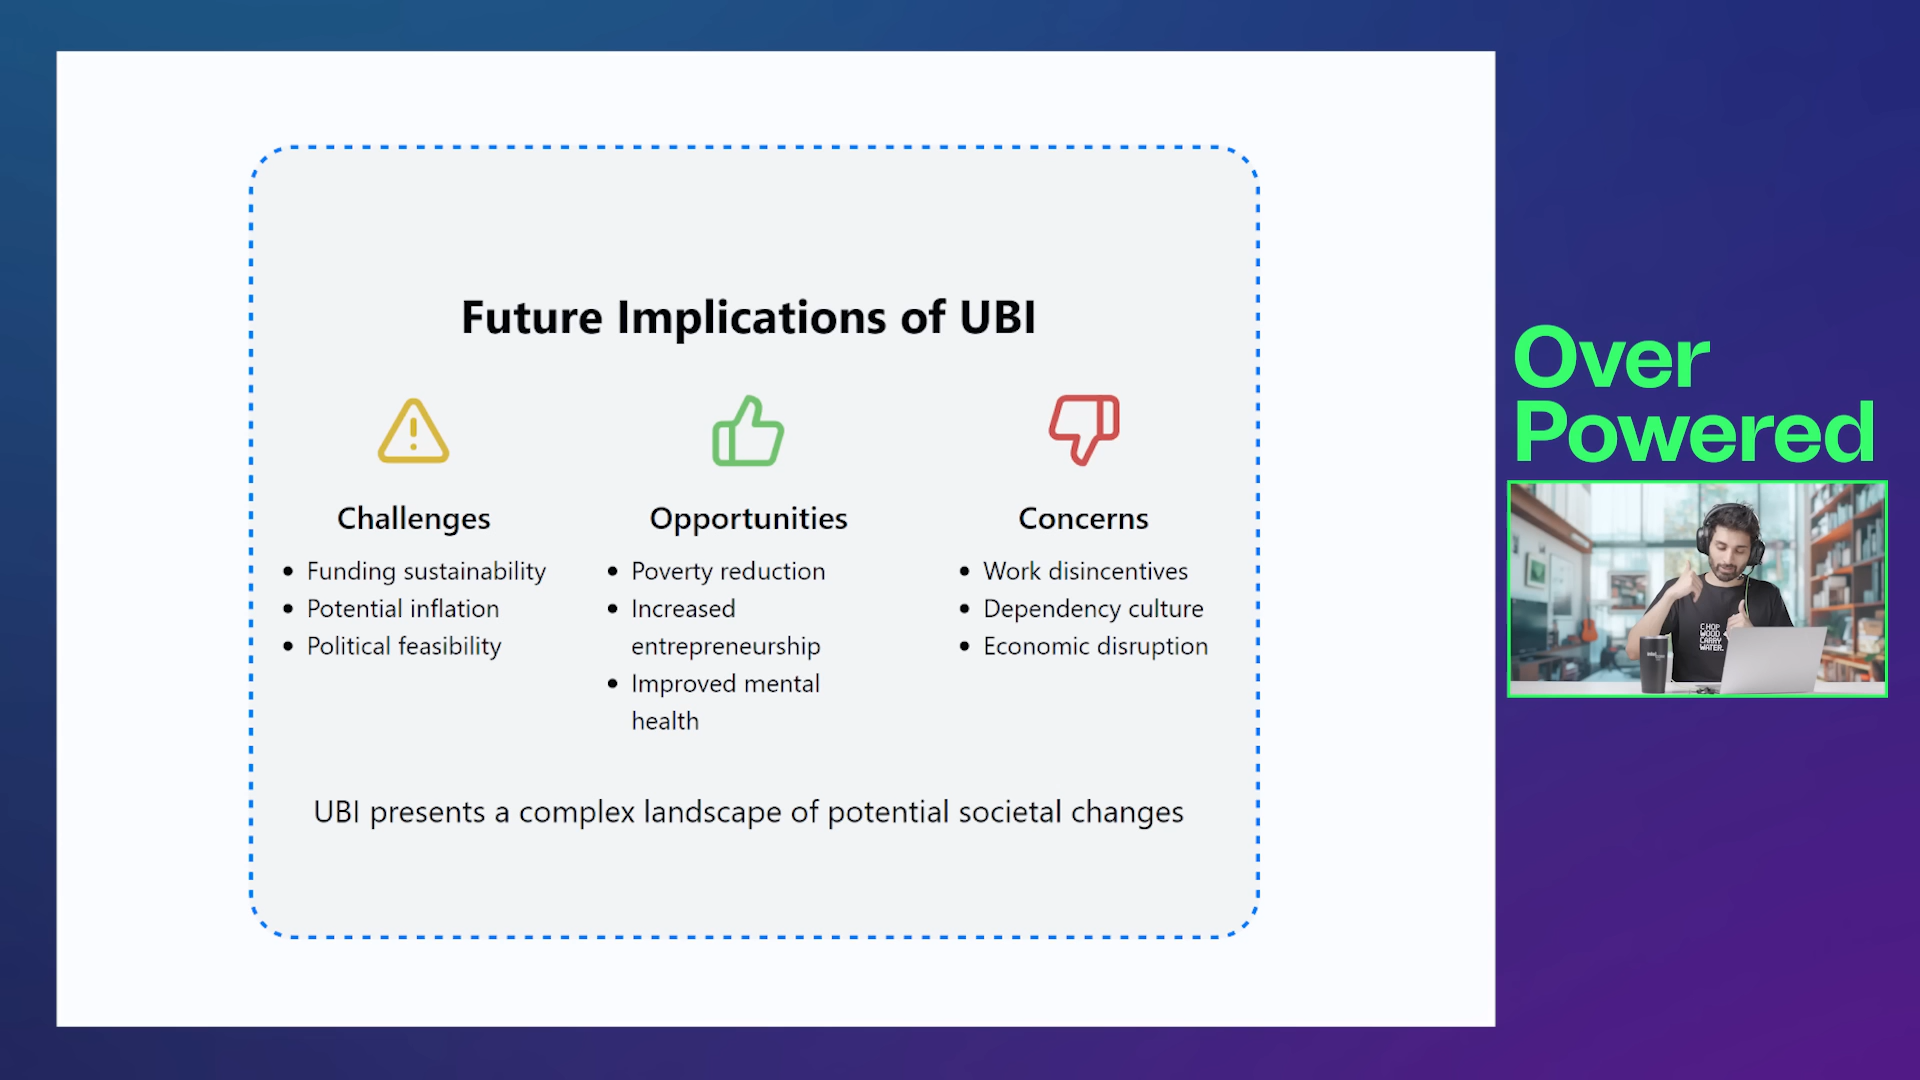 Future Implications of UBI
Challenges
Funding sustainability
Potential inflation
Political feasibility
Opportunities
Poverty reduction
Increased
entrepreneurship
Improved mental
health
Concerns
Work disincentives
Dependency culture
Economic disruption
UBI presents a complex landscape of potential societal changes
Over
Powered
CHOP
WOOD
CARRY
WATER.